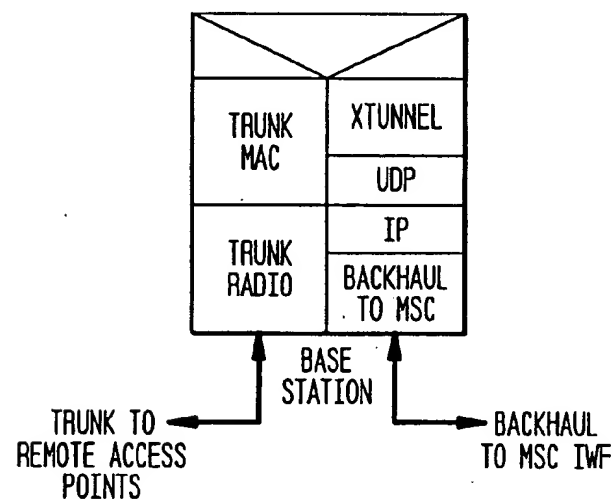 TRUNK
MAC
XTUNNEL
UDP
TRUNK
RADIO
IP
BACKHAUL
TO MSC
BASE
STATION
TRUNK TO
REMOTE ACCESS
POINTS
BACKHAUL
TO MSC IWF